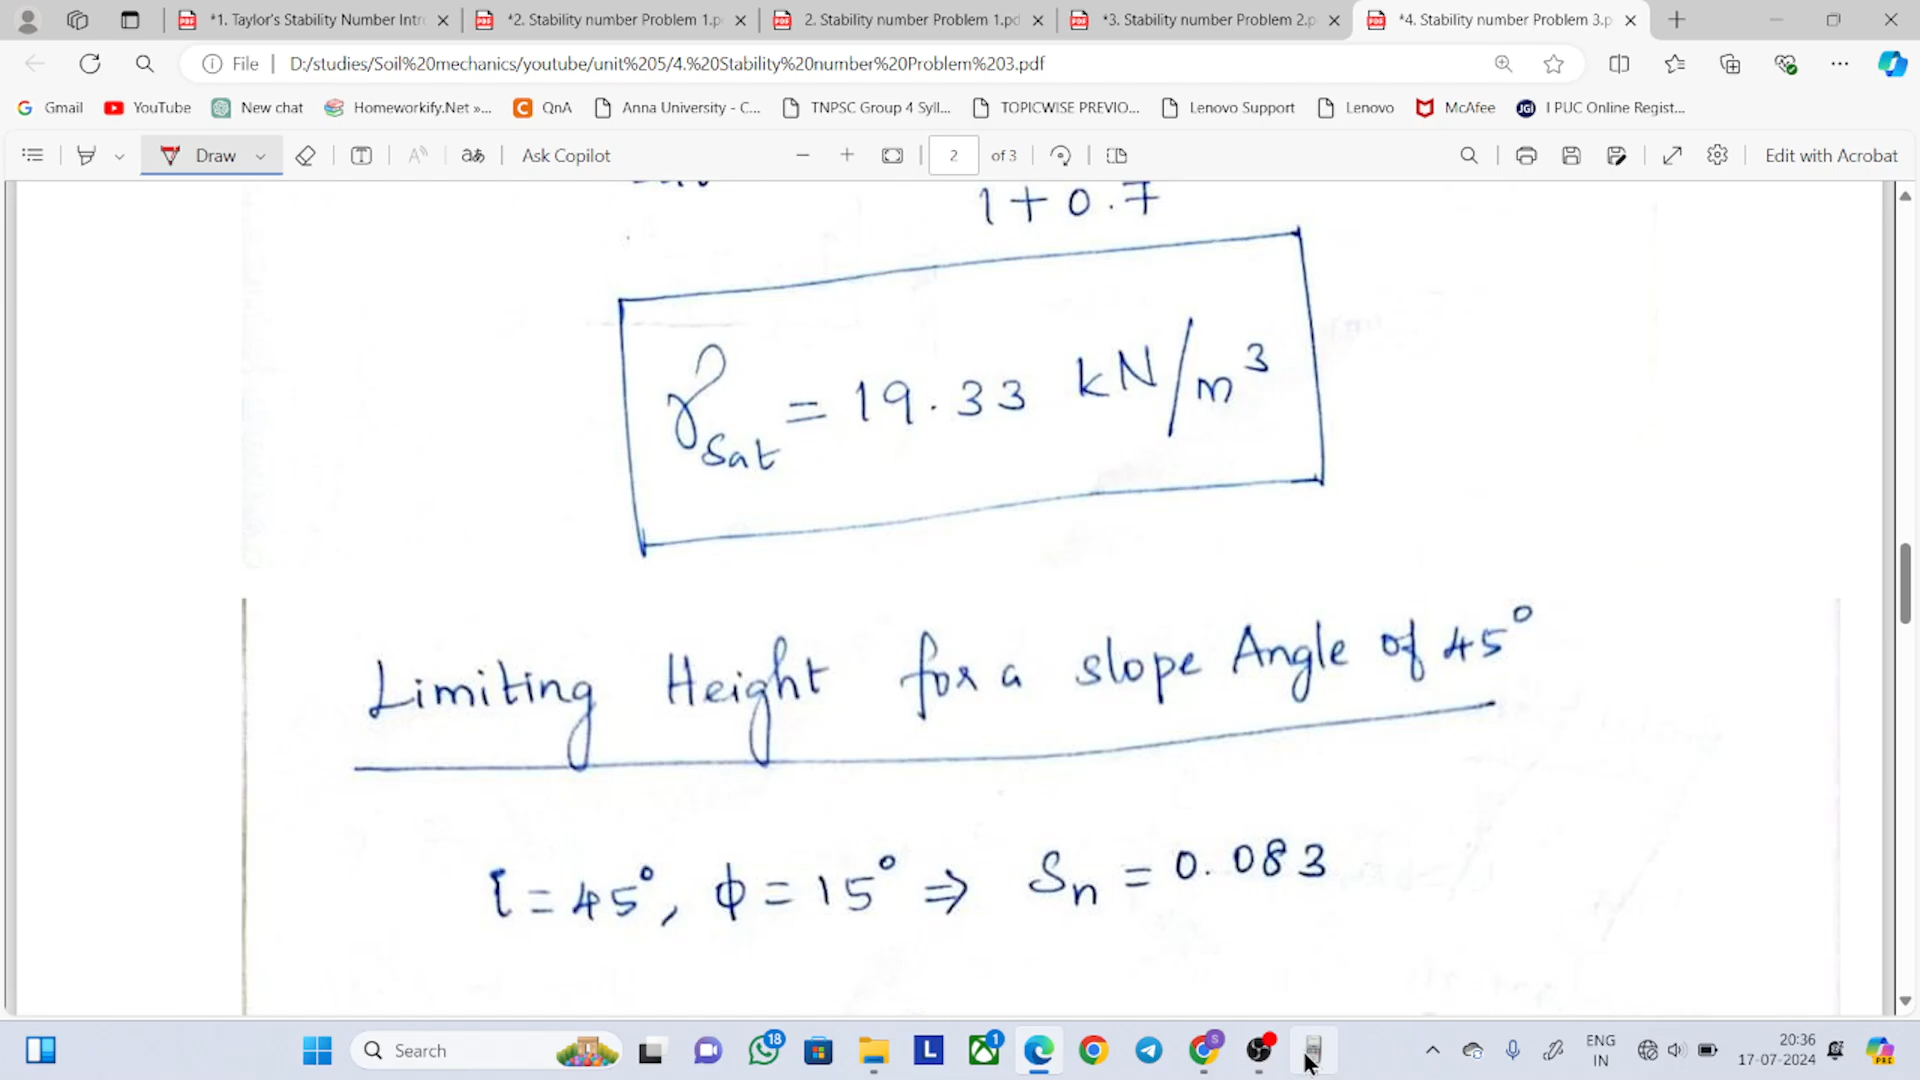 *1. Taylor's Stability Number Intr
*2. Stability number Problem 1.p
2. Stability number Problem 1.pd
*3. Stability number Problem 2.p
*4. Stability number Problem 3.p
File | D:/studies/Soil%20mechanics/youtube/unit%205/4.%20Stability%20number%20Problem%203.pdf
Gmail YouTube New chat Homeworkify.Net »... QnA Anna University - C... TNPSC Group 4 Syll... TOPICWISE PREVIO... Lenovo Support Lenovo McAfee I PUC Online Regist...
Draw Ask Copilot 2 of 3 Edit with Acrobat
1+0.7
γsat = 19.33 kN/m³
Limiting Height for a slope Angle of 45°
i = 45°, ϕ = 15° ⇒ Sn = 0.083
Search 18 1 ENG 20:36
IN 17-07-2024